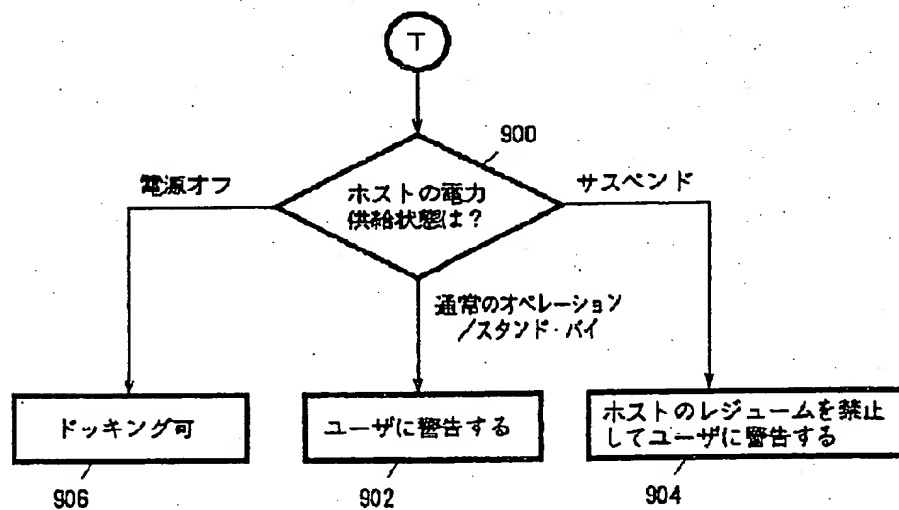 T
900
電源オフ
ホストの電力
供給状態は?
サスペンド
通常のオペレーション
/スタンド・バイ
ドッキング可
ユーザに警告する
ホストのレジュームを禁止
してユーザに警告する
906
902
904